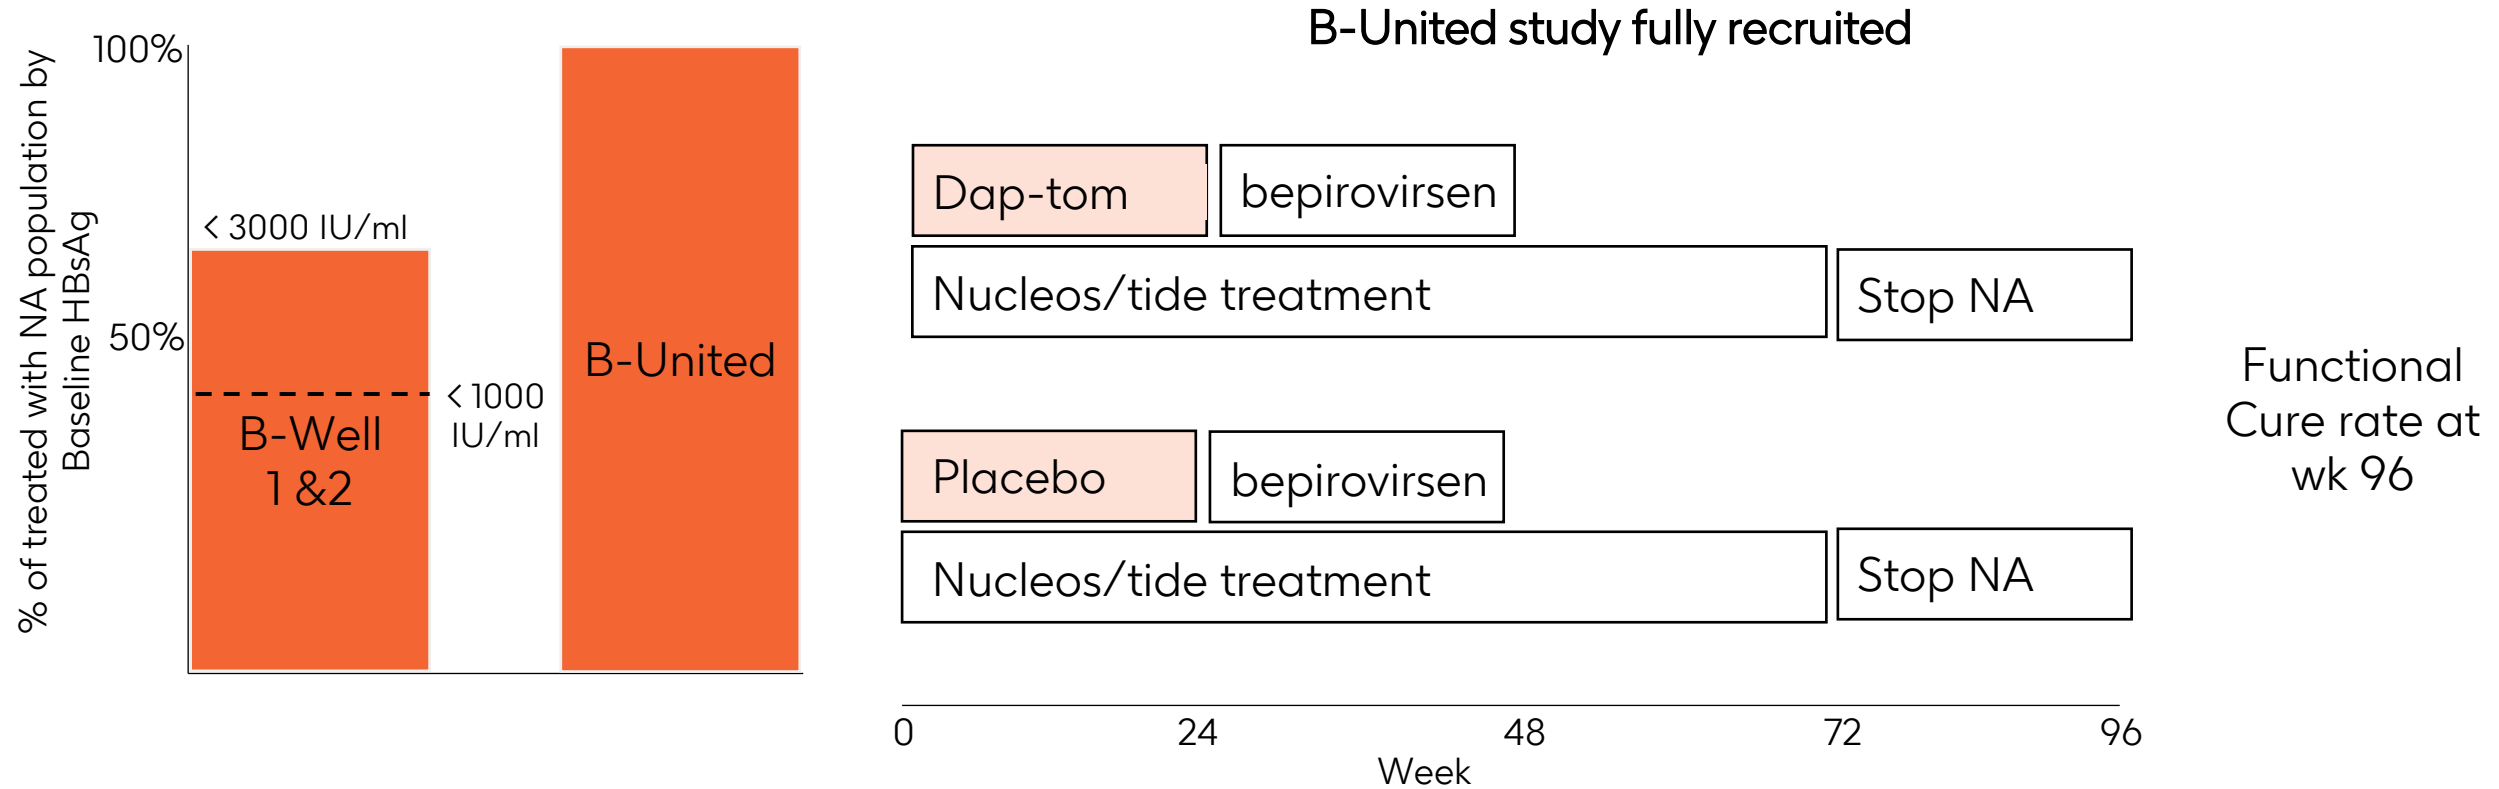 B-United study fully recruited
% of treated with NA population by
Baseline HBsAg
100%
50%
< 3000 IU/ml
< 1000
IU/ml
B-Well
1 &2
B-United
Dap-tom
bepirovirsen
Nucleos/tide treatment
Stop NA
Placebo
bepirovirsen
Nucleos/tide treatment
Stop NA
Functional
Cure rate at
wk 96
0
24
48
72
96
Week